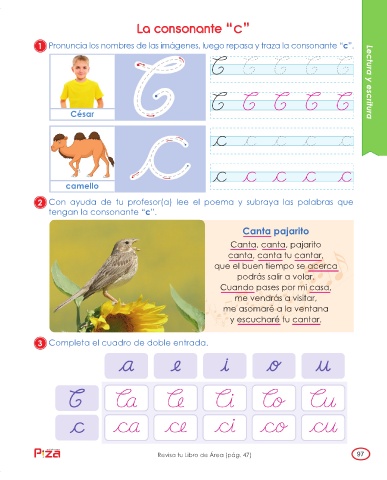 La consonante “c”
1 Pronuncia los nombres de las imágenes, luego repasa y traza la consonante “c”.
Lectura y escritura
C C C C C
César
C C C C C C
c c c c c
camello
c c c c c c
2 Con ayuda de tu profesor(a) lee el poema y subraya las palabras que
tengan la consonante “c”.
Canta pajarito
Canta, canta, pajarito
canta, canta tu cantar,
que el buen tiempo se acerca
podrás salir a volar,
Cuando pases por mi casa,
me vendrás a visitar,
me asomaré a la ventana
y escucharé tu cantar.
3 Completa el cuadro de doble entrada.
a e i o u
C Ca Ce Ci Co Cu
c ca ce ci co cu
Piza
Revisa tu Libro de Área (pág. 47)
97